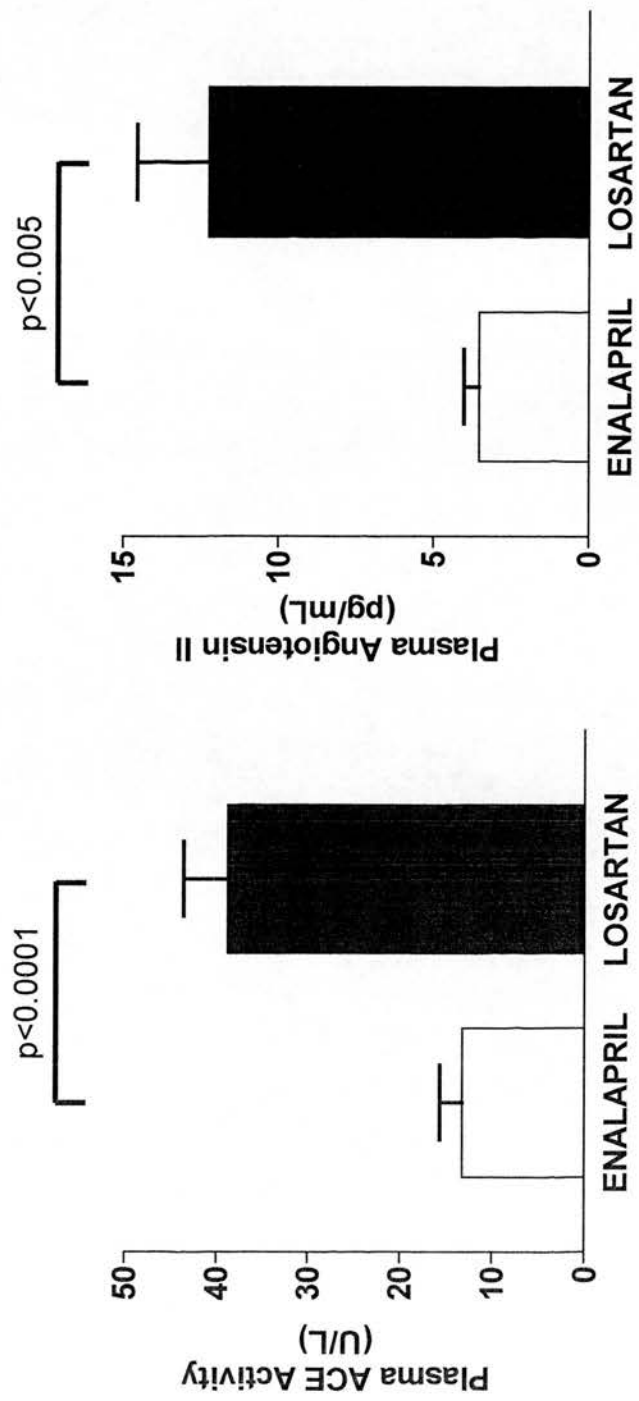 p<0.0001
Plasma ACE Activity
(U/L)
50
40
30
20
10
0
ENALAPRIL LOSARTAN
p<0.005
Plasma Angiotensin II
(pg/mL)
15
10
5
0
ENALAPRIL LOSARTAN